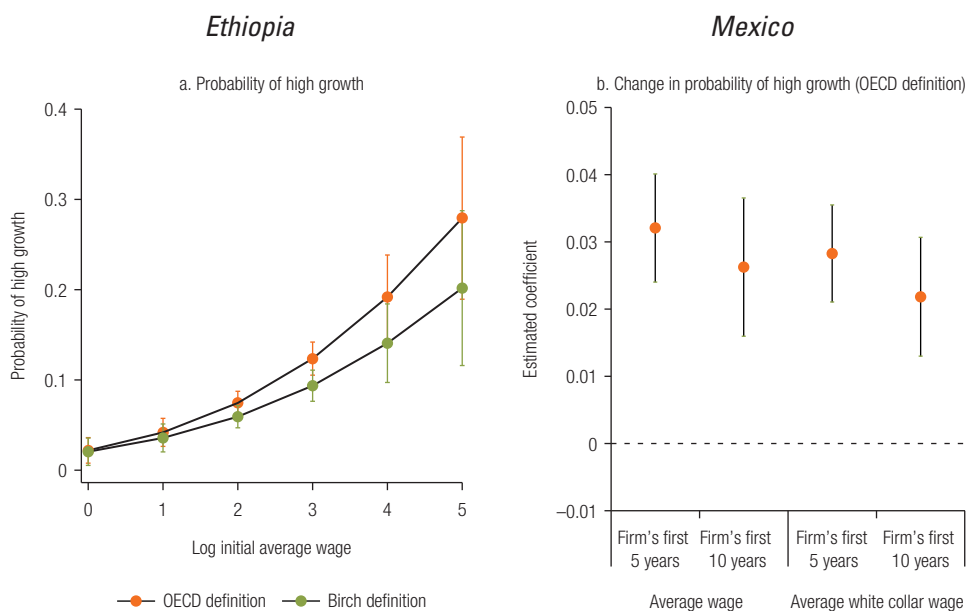 Ethiopia
a. Probability of high growth
0.4
0.3
0.2
0.1
0
Probability of high growth
0 1 2 3 4 5
Log initial average wage
OECD definition Birch definition
Mexico
b. Change in probability of high growth (OECD definition)
0.05
0.04
0.03
0.02
0.01
0
–0.01
Estimated coefficient
Firm's first Firm's first Firm's first Firm's first
5 years 10 years 5 years 10 years
Average wage Average white collar wage